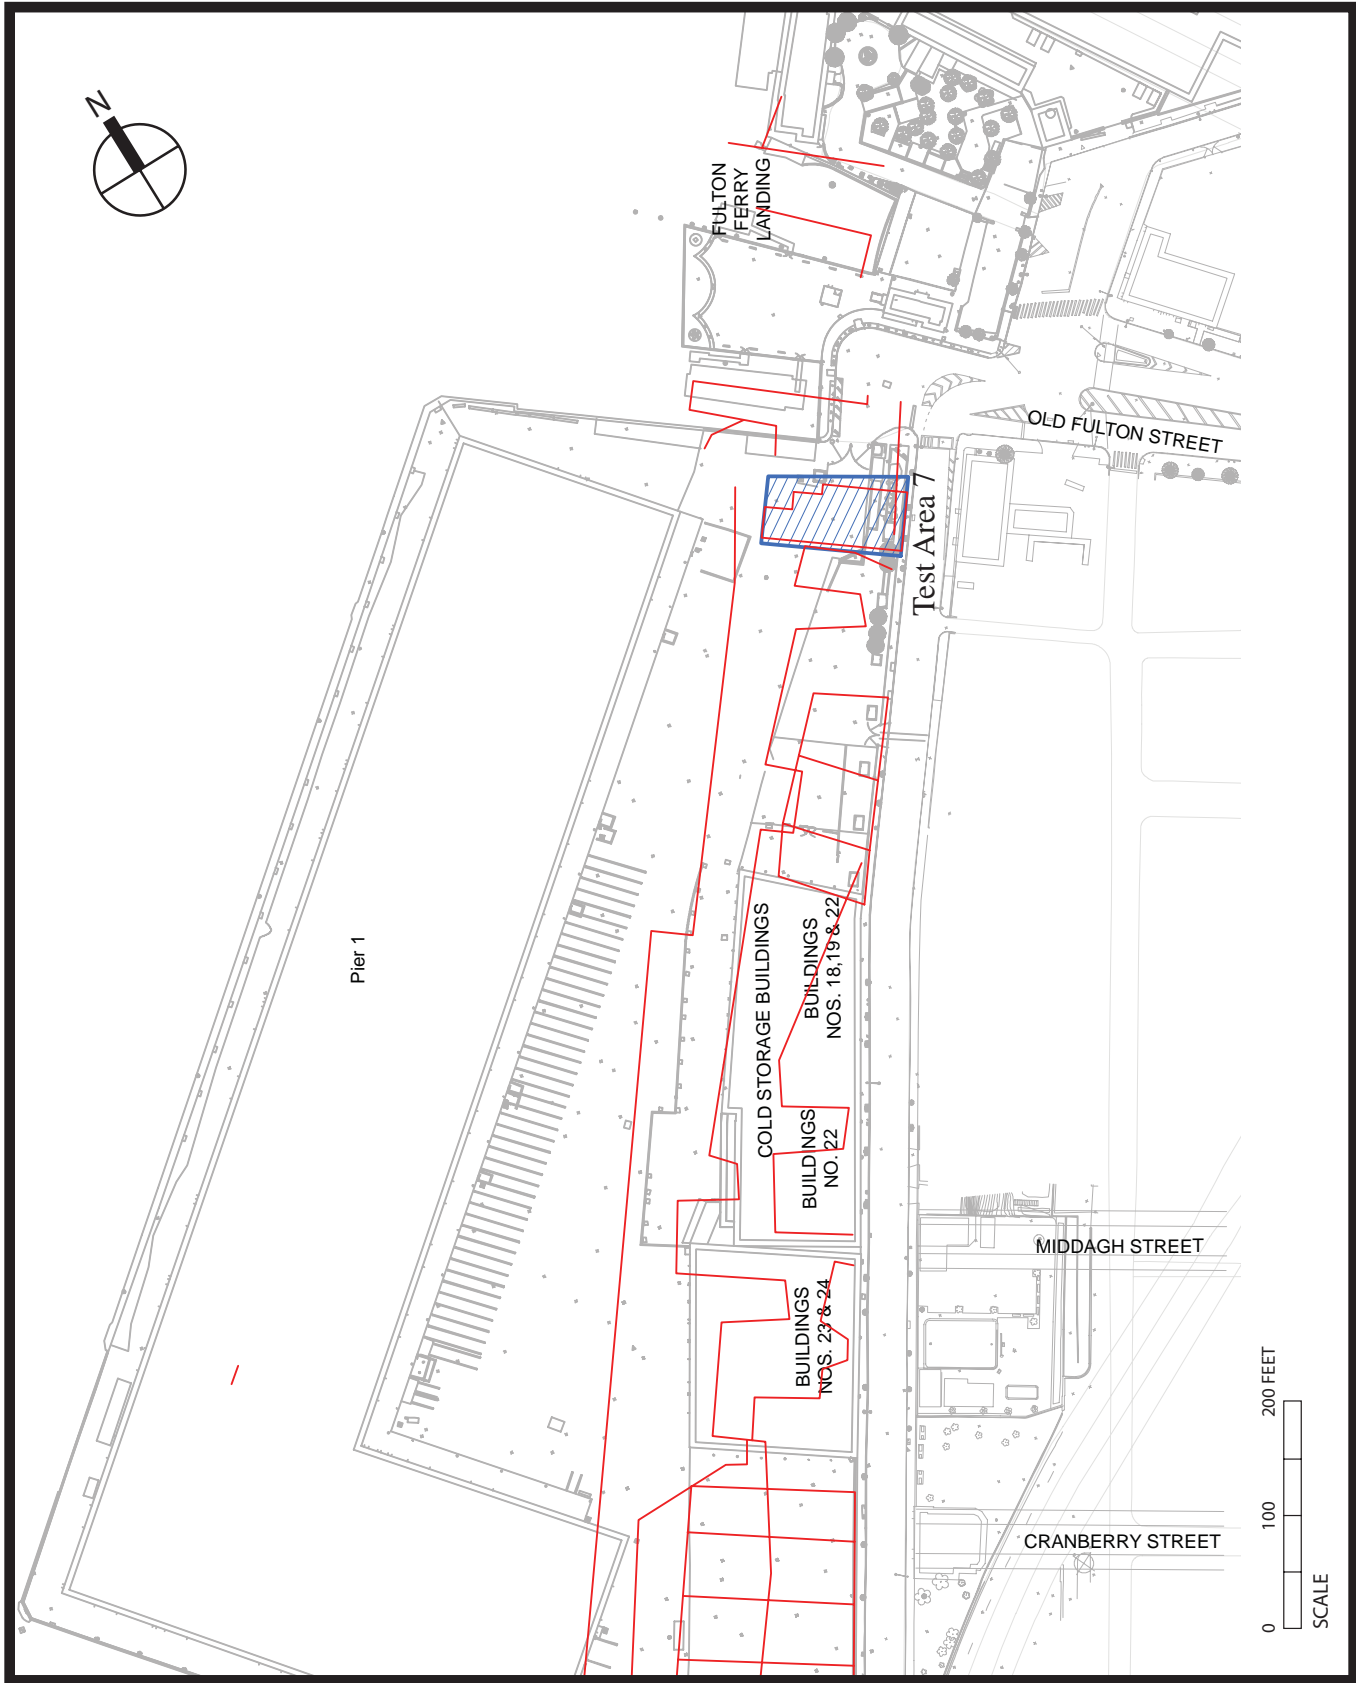 N
FULTON
FERRY
LANDING
OLD FULTON STREET
Test Area 7
Pier 1
COLD STORAGE BUILDINGS
BUILDINGS
NOS. 18,19 & 22
BUILDINGS
NO. 22
MIDDAGH STREET
BUILDINGS
NOS. 23 & 24
CRANBERRY STREET
0 100 200 FEET
SCALE